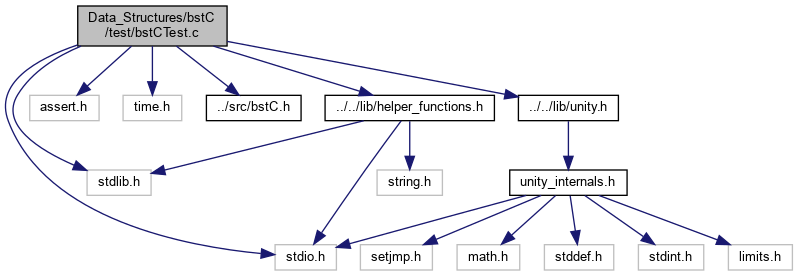 Data_Structures/bstC
/test/bstCTest.c
assert.h
time.h
../src/bstC.h
../../lib/helper_functions.h
../../lib/unity.h
stdlib.h
string.h
unity_internals.h
stdio.h
setjmp.h
math.h
stddef.h
stdint.h
limits.h